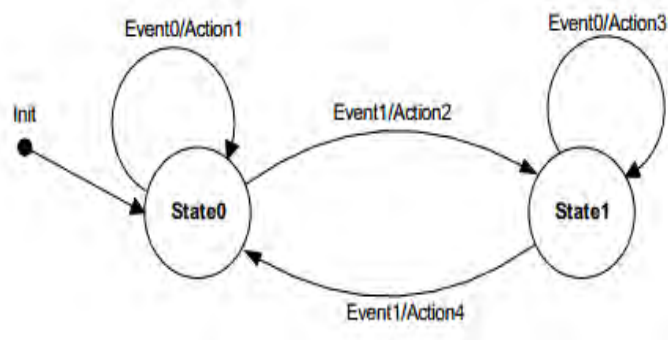 Event0/Action1
Event0/Action3
Init
Event1/Action2
State0
State1
Event1/Action4